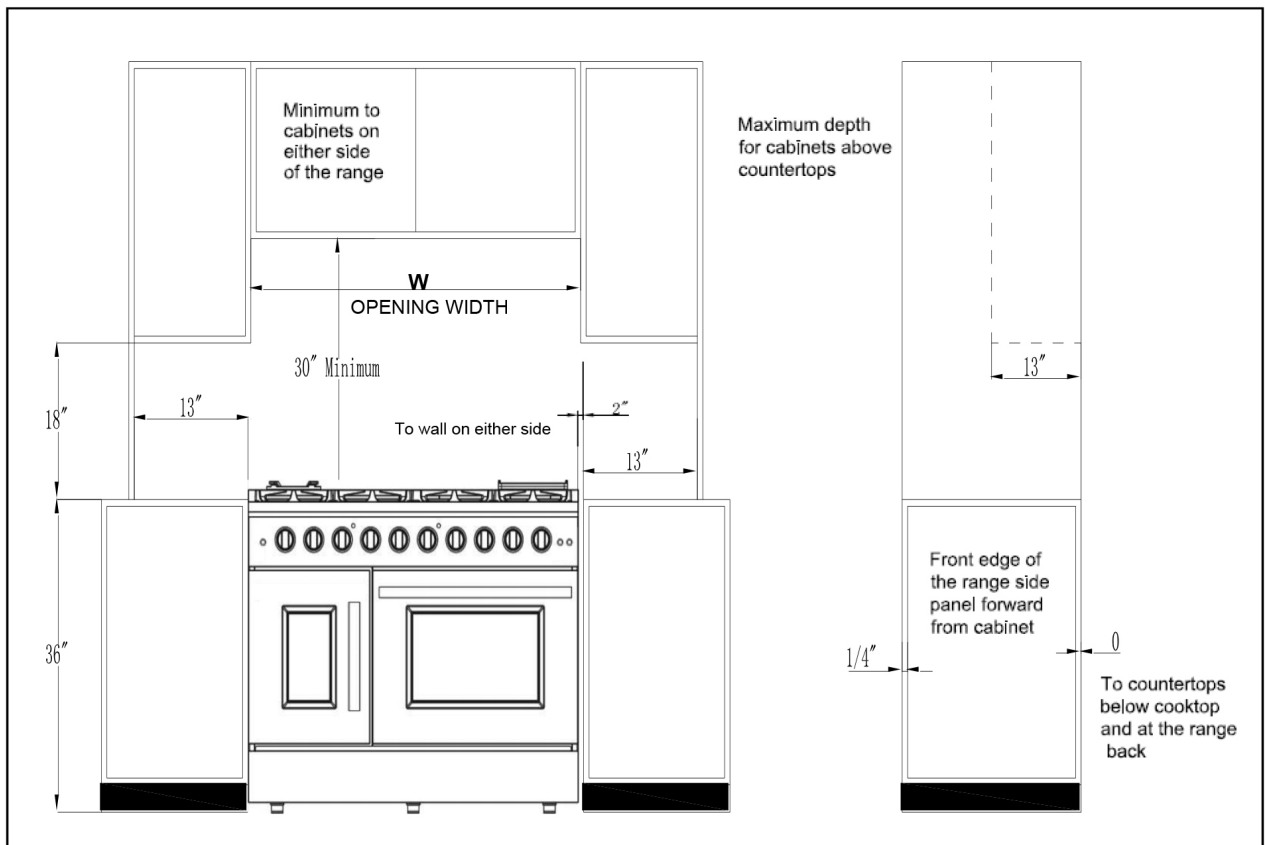 Minimum to
cabinets on
either side
of the range
Maximum depth
for cabinets above
countertops
W
OPENING WIDTH
30" Minimum
18"
13"
2"
To wall on either side
13"
13"
36"
Front edge of
the range side
panel forward
from cabinet
1/4"
0
To countertops
below cooktop
and at the range
back